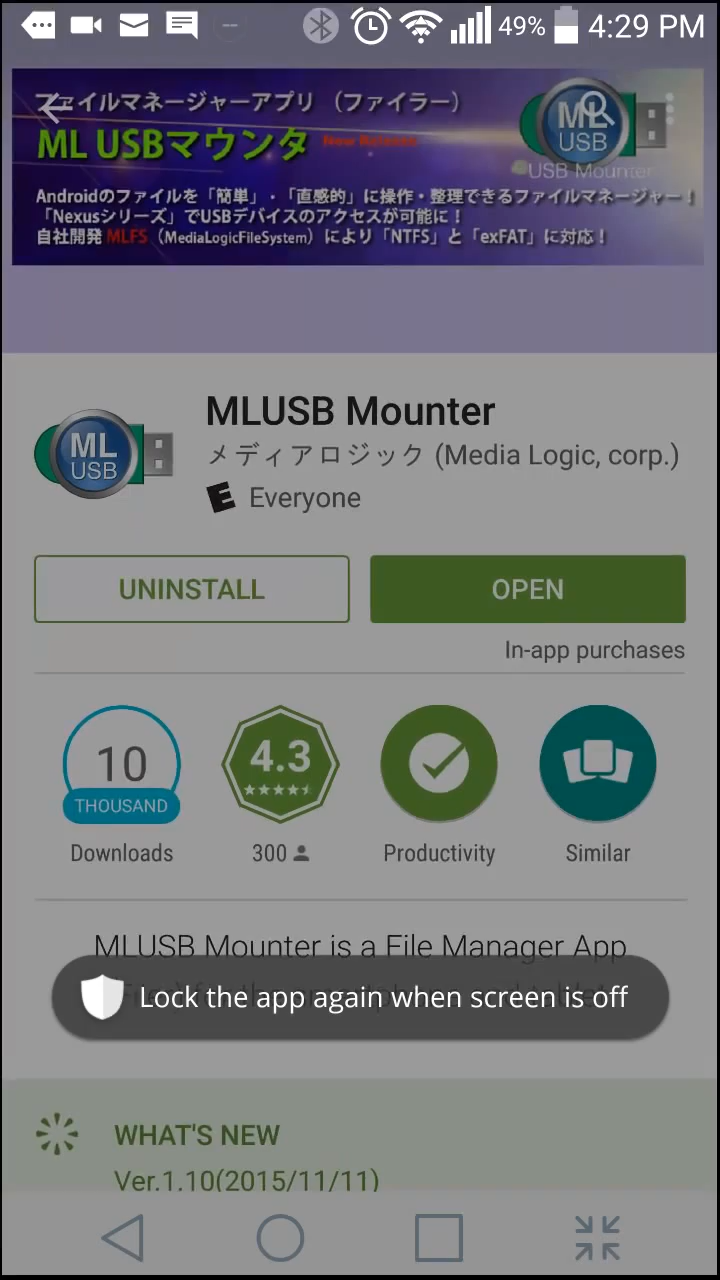 49% 4:29 PM
ファイルマネージャーアプリ（ファイラー）
ML USBマウンタ New Release
ML
USB
USB Mounter
Androidのファイルを「簡単」・「直感的」に操作・整理できるファイルマネージャー！
「Nexusシリーズ」でUSBデバイスのアクセスが可能に！
自社開発 MLFS（MediaLogicFileSystem）により「NTFS」と「exFAT」に対応！
ML
USB
MLUSB Mounter
メディアロジック (Media Logic, corp.)
E Everyone
UNINSTALL
OPEN
In-app purchases
10
THOUSAND
4.3
Downloads
300
Productivity
Similar
MLUSB Mounter is a File Manager App
Lock the app again when screen is off
WHAT'S NEW
Ver.1.10(2015/11/11)